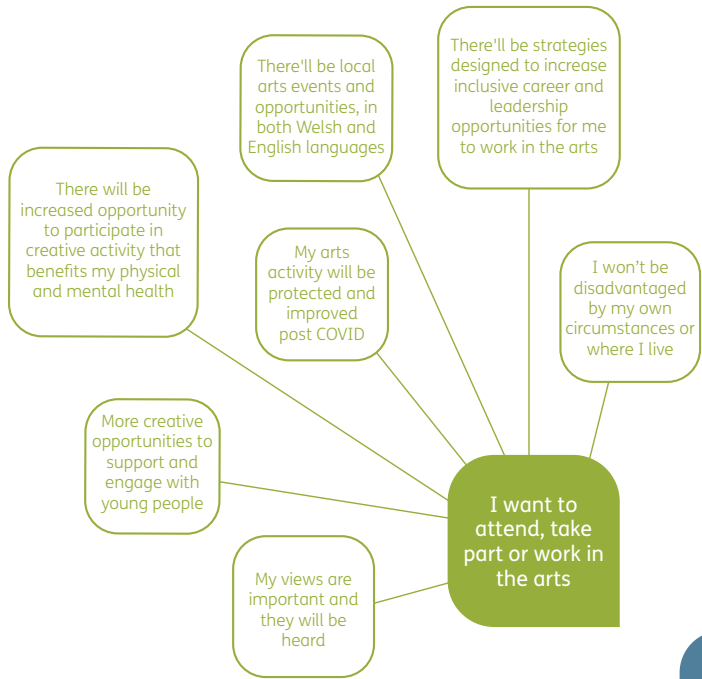 There'll be strategies
designed to increase
inclusive career and
leadership
opportunities for me
to work in the arts
There'll be local
arts events and
opportunities, in
both Welsh and
English languages
There will be
increased opportunity
to participate in
creative activity that
benefits my physical
and mental health
My arts
activity will be
protected and
improved
post COVID
I won’t be
disadvantaged
by my own
circumstances or
where I live
More creative
opportunities to
support and
engage with
young people
I want to
attend, take
part or work in
the arts
My views are
important and
they will be
heard